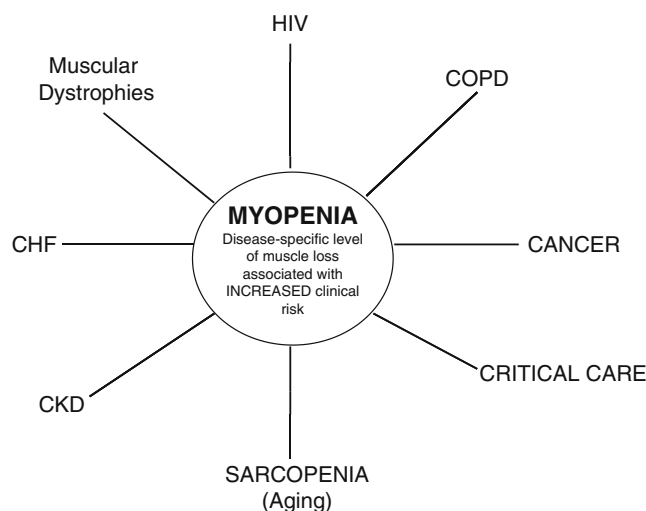 HIV
Muscular
Dystrophies
COPD
MYOPENIA
Disease-specific level
of muscle loss
associated with
INCREASED clinical
risk
CHF
CANCER
CRITICAL CARE
CKD
SARCOPENIA
(Aging)